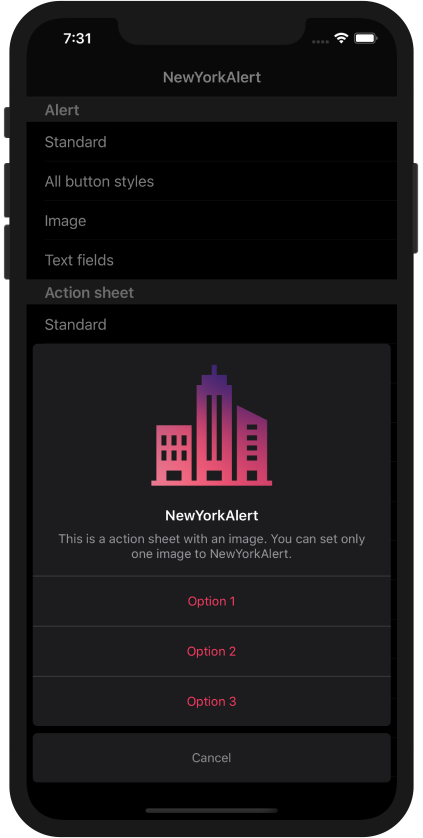 7:31
NewYorkAlert
Alert
Standard
All button styles
Image
Text fields
Action sheet
Standard
NewYorkAlert
This is a action sheet with an image. You can set only
one image to NewYorkAlert.
Option 1
Option 2
Option 3
Cancel